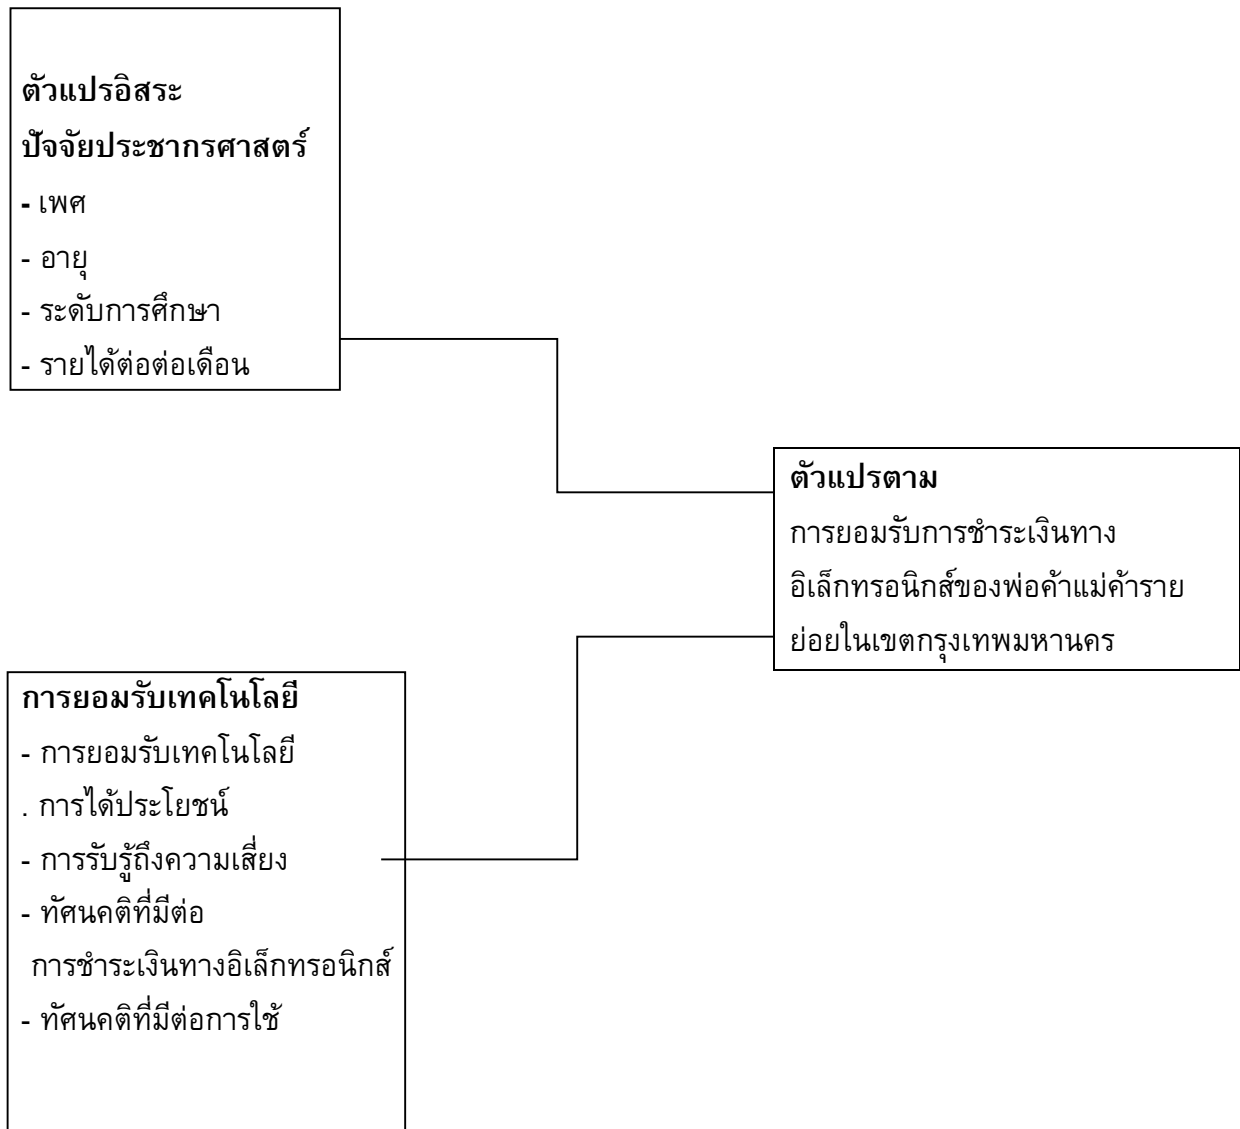 ตัวแปรอิสระ
ปัจจัยประชากรศาสตร์
- เพศ
- อายุ
- ระดับการศึกษา
- รายได้ต่อต่อเดือน
ตัวแปรตาม
การยอมรับการชำระเงินทาง
อิเล็กทรอนิกส์ของพ่อค้าแม่ค้าราย
ย่อยในเขตกรุงเทพมหานคร
การยอมรับเทคโนโลยี
- การยอมรับเทคโนโลยี
. การได้ประโยชน์
- การรับรู้ถึงความเสี่ยง
- ทัศนคติที่มีต่อ
การชำระเงินทางอิเล็กทรอนิกส์
- ทัศนคติที่มีต่อการใช้